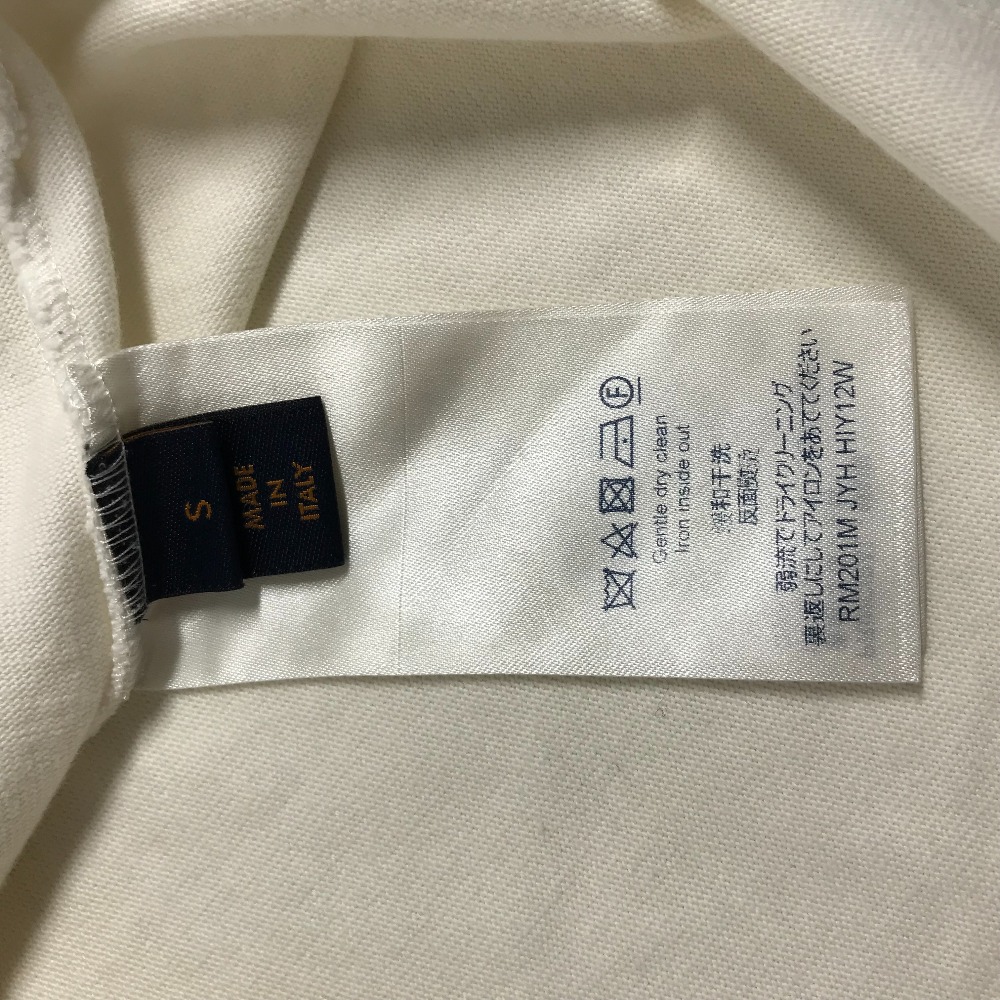 S
MADE
IN
ITALY
F
Gentle dry clean
Iron inside out
和干洗
反面熨烫
弱流でドライクリーニング
裏返しにしてアイロンをあててください
RM201M JYH HIY12W